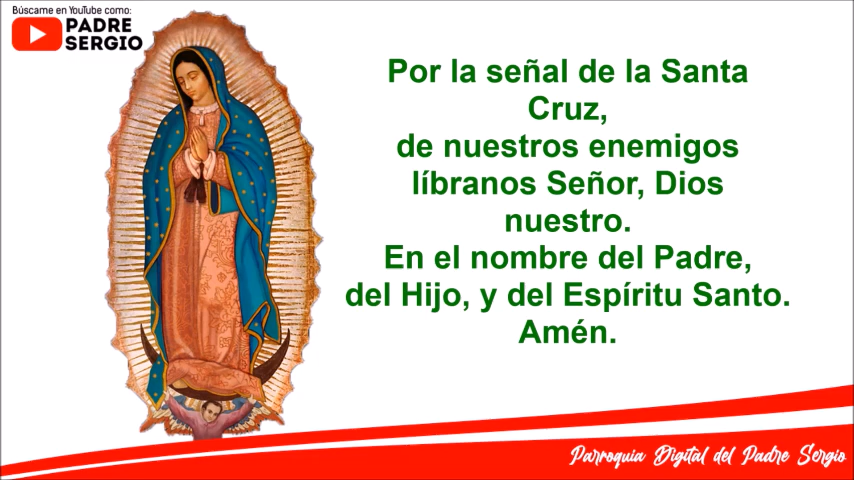 Búscame en YouTube como:
PADRE
SERGIO
Por la señal de la Santa
Cruz,
de nuestros enemigos
líbranos Señor, Dios
nuestro.
En el nombre del Padre,
del Hijo, y del Espíritu Santo.
Amén.
Parroquia Digital del Padre Sergio